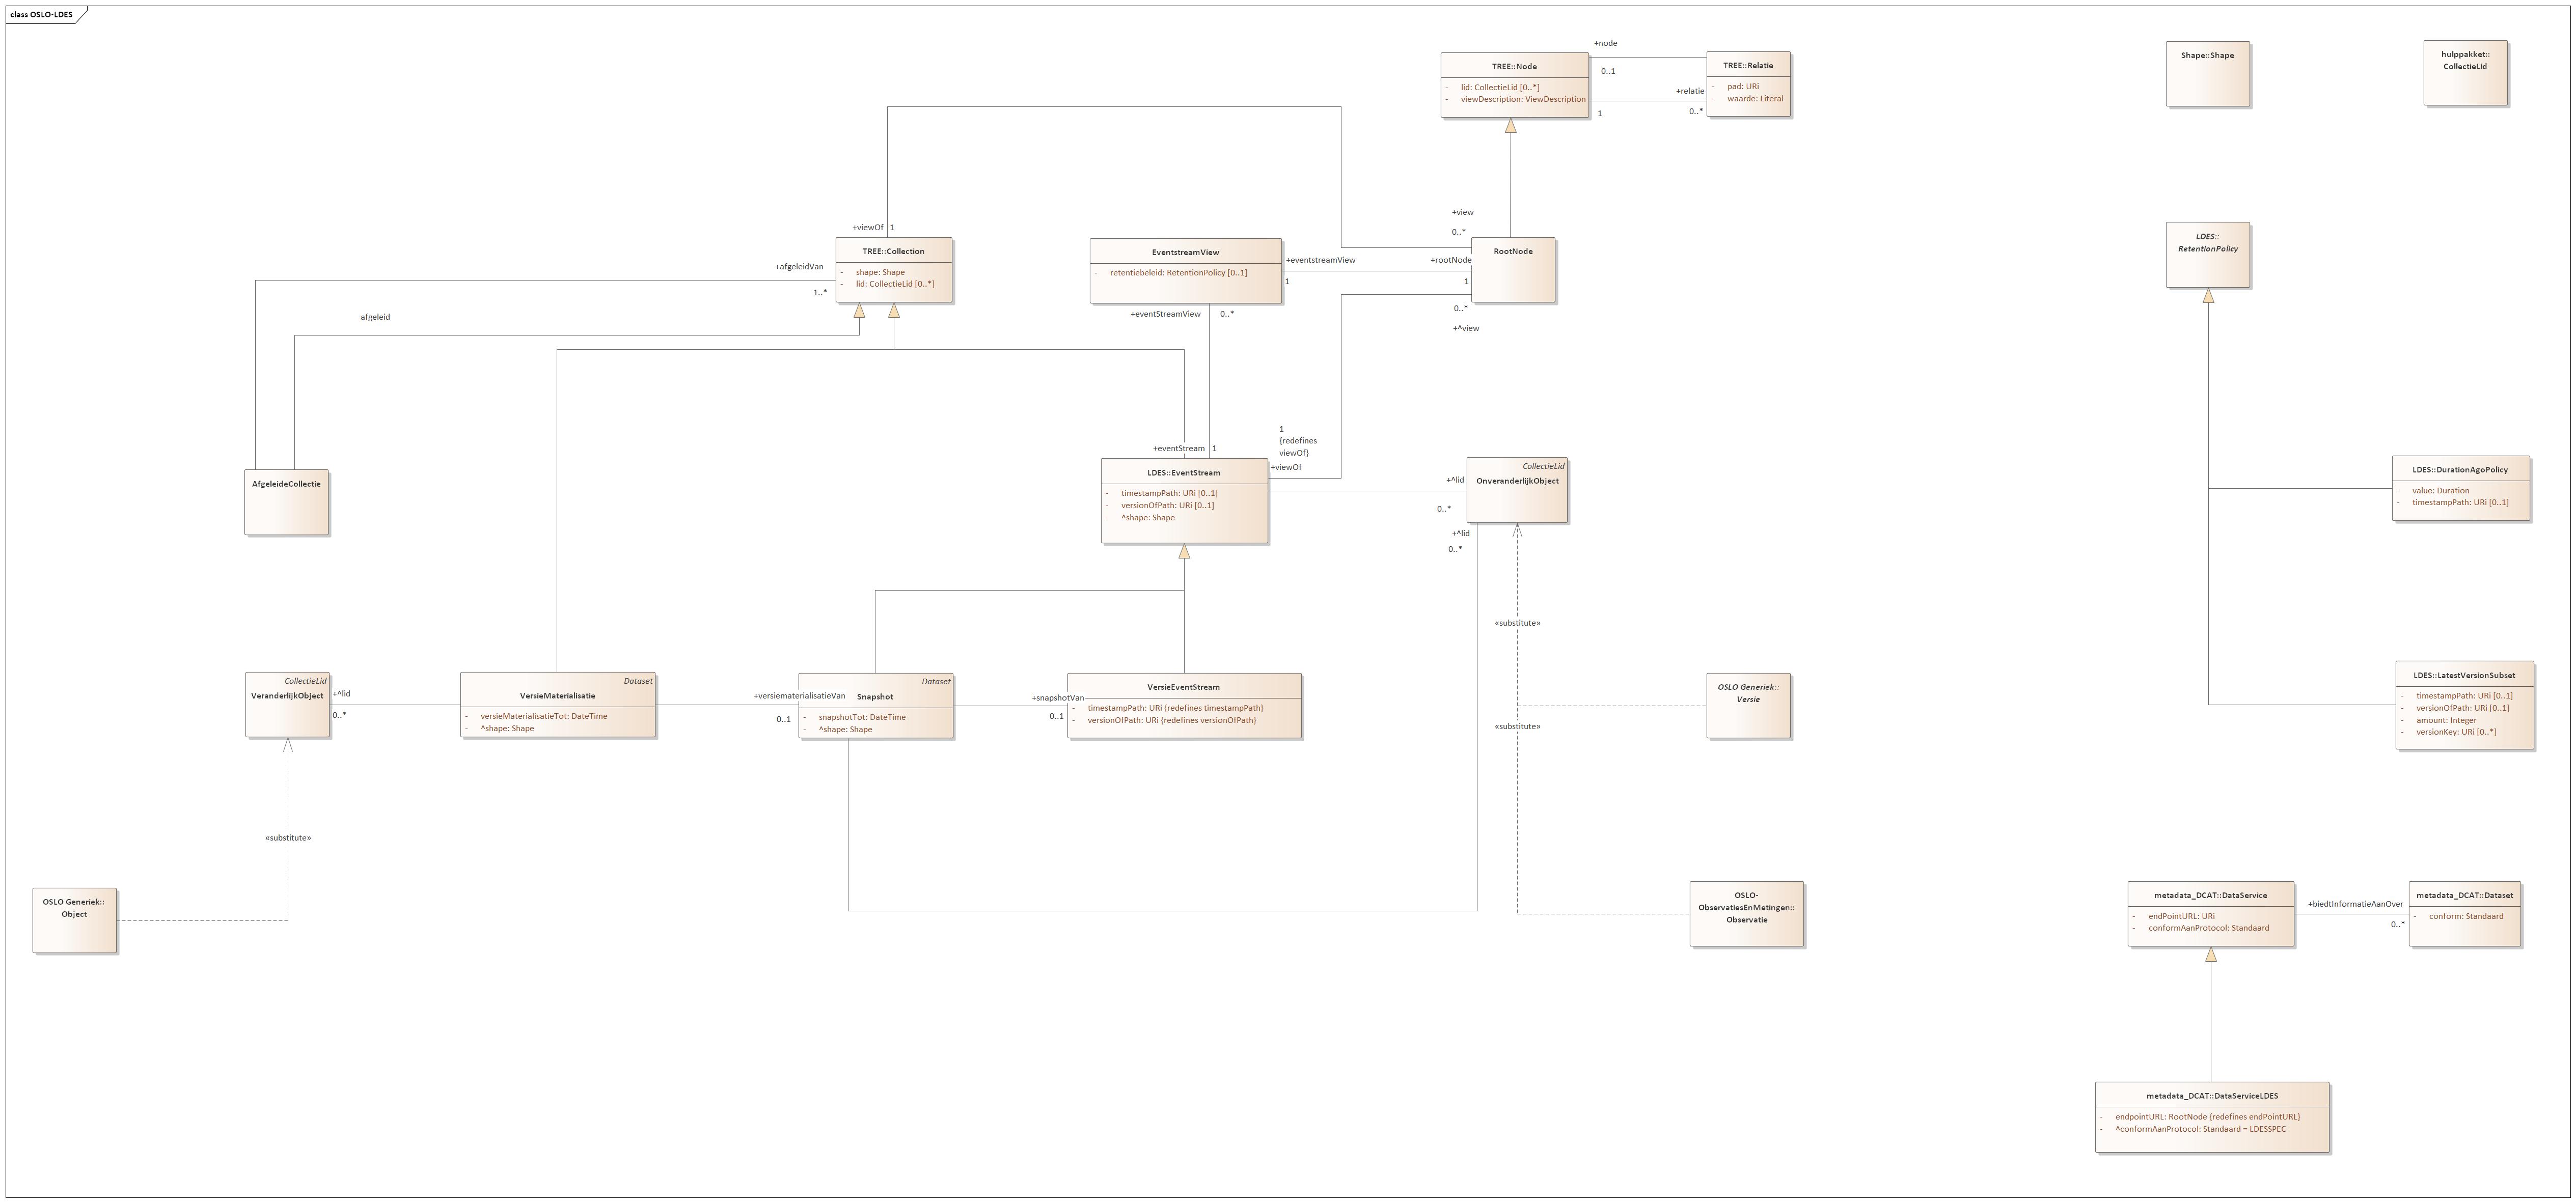 class OSLO-LDES
+node
0..1
TREE::Node
- lid: CollectieLid [0..*]
- viewDescription: ViewDescription
+relatie
1
0..*
TREE::Relatie
- pad: URi
- waarde: Literal
Shape::Shape
hulppakket::
CollectieLid
+viewOf
1
+view
0..*
TREE::Collection
- shape: Shape
- lid: CollectieLid [0..*]
+afgeleidVan
1..*
afgeleid
EventstreamView
- retentiebeleid: RetentionPolicy [0..1]
+eventstreamView
1
+rootNode
1
RootNode
0..*
+^view
+eventStreamView
0..*
LDES::
RetentionPolicy
+eventStream
1
1
{redefines
viewOf}
+viewOf
AfgeleideCollectie
LDES::EventStream
- timestampPath: URi [0..1]
- versionOfPath: URi [0..1]
- ^shape: Shape
+^lid
0..*
CollectieLid
OnveranderlijkObject
+^lid
0..*
LDES::DurationAgoPolicy
- value: Duration
- timestampPath: URi [0..1]
«substitute»
CollectieLid
VeranderlijkObject
+^lid
0..*
Dataset
VersieMaterialisatie
- versieMaterialisatieTot: DateTime
- ^shape: Shape
+versiematerialisatieVan
0..1
Dataset
Snapshot
- snapshotTot: DateTime
- ^shape: Shape
+snapshotVan
0..1
VersieEventStream
- timestampPath: URi {redefines timestampPath}
- versionOfPath: URi {redefines versionOfPath}
«substitute»
OSLO Generiek::
Versie
LDES::LatestVersionSubset
- timestampPath: URi [0..1]
- versionOfPath: URi [0..1]
- amount: Integer
- versionKey: URi [0..*]
«substitute»
OSLO Generiek::
Object
OSLO-
ObservatiesEnMetingen::
Observatie
metadata_DCAT::DataService
- endPointURL: URi
- conformAanProtocol: Standaard
+biedtInformatieAanOver
0..*
metadata_DCAT::Dataset
- conform: Standaard
metadata_DCAT::DataServiceLDES
- endpointURL: RootNode {redefines endPointURL}
- ^conformAanProtocol: Standaard = LDESSPEC